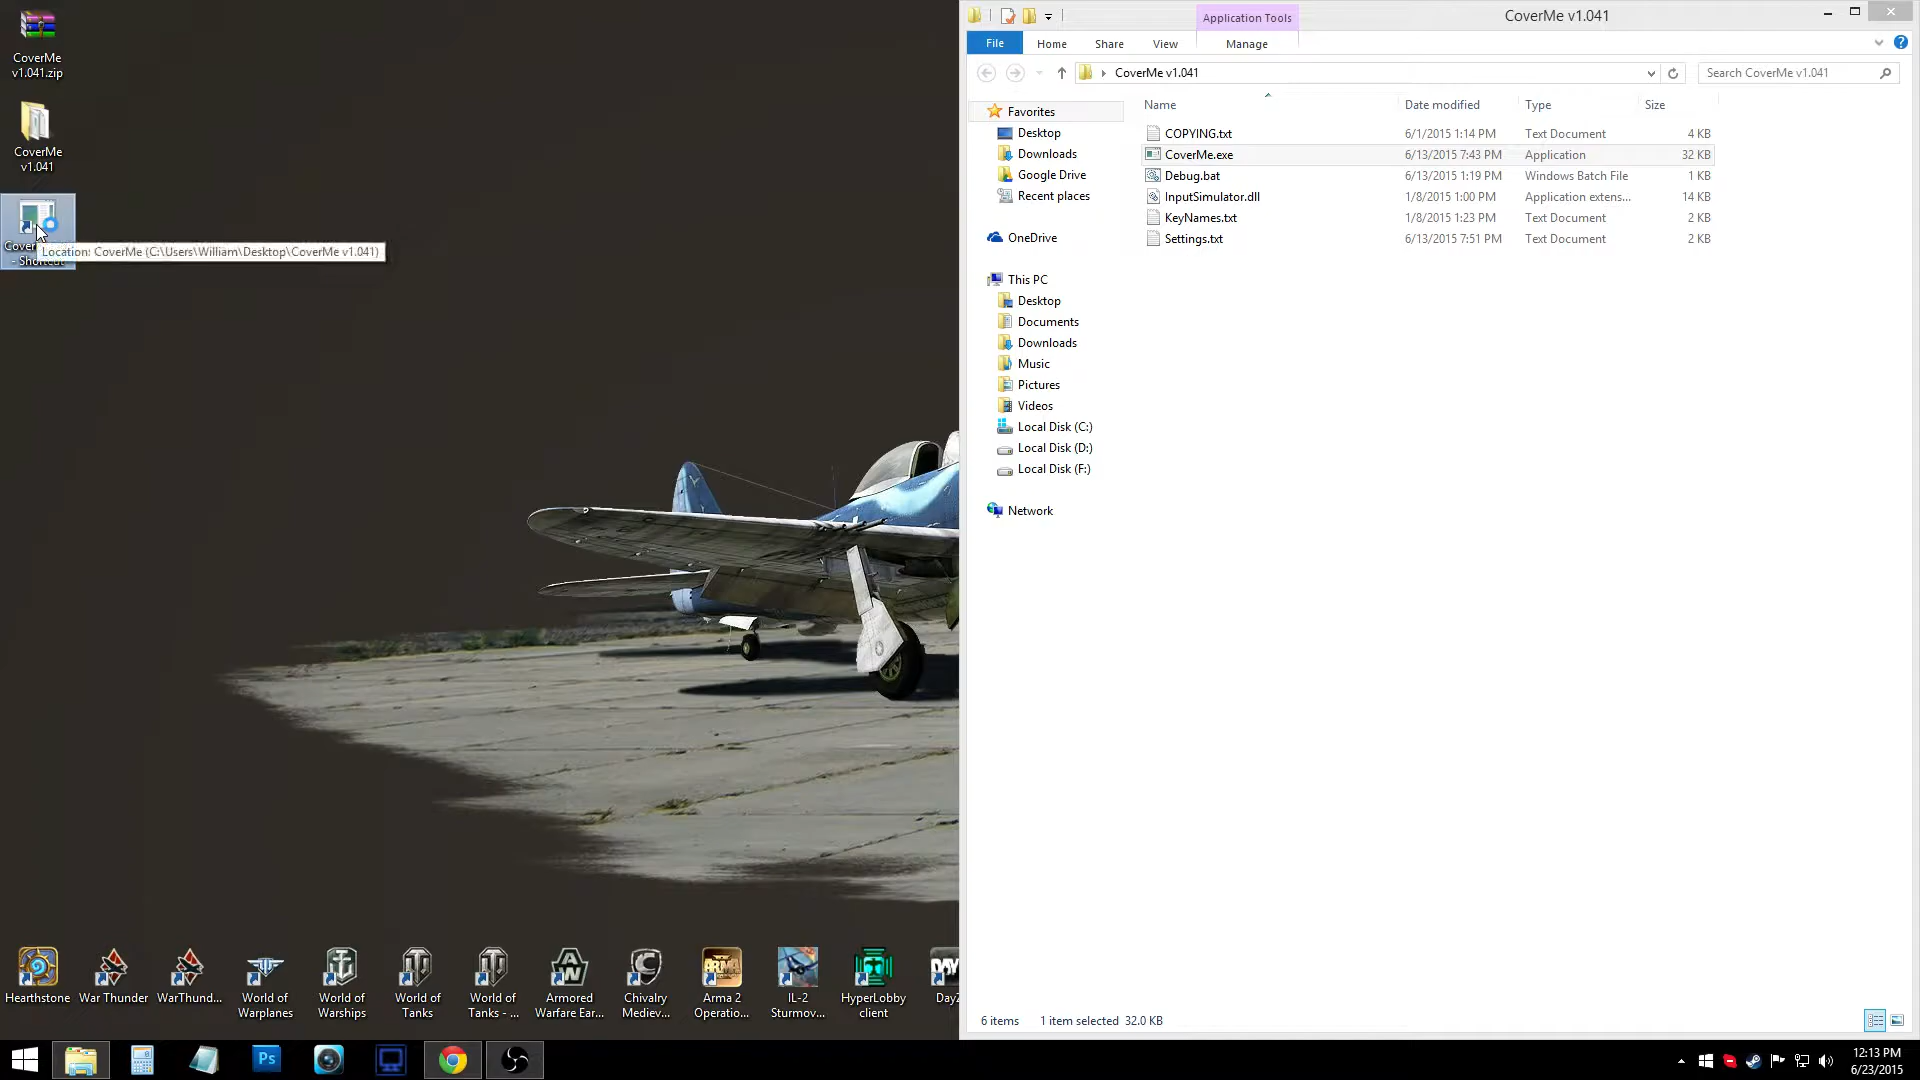 CoverMe
v1.041.zip
CoverMe
v1.041
Location: CoverMe (C:\Users\William\Desktop\CoverMe v1.041)
- Shortcut
Hearthstone
War Thunder
WarThund...
World of
Warplanes
World of
Warships
World of
Tanks
World of
Tanks - ...
Armored
Warfare Ear...
Chivalry
Mediev...
Arma 2
Operatio...
IL-2
Sturmov...
HyperLobby
client
Application Tools
CoverMe v1.041
File Home Share View Manage
CoverMe v1.041
Search CoverMe v1.041
Name Date modified Type Size
COPYING.txt 6/1/2015 1:14 PM Text Document 4 KB
CoverMe.exe 6/13/2015 7:43 PM Application 32 KB
Debug.bat 6/13/2015 1:19 PM Windows Batch File 1 KB
InputSimulator.dll 1/8/2015 1:00 PM Application extens... 14 KB
KeyNames.txt 1/8/2015 1:23 PM Text Document 2 KB
Settings.txt 6/13/2015 7:51 PM Text Document 2 KB
Favorites
Desktop
Downloads
Google Drive
Recent places
OneDrive
This PC
Desktop
Documents
Downloads
Music
Pictures
Videos
Local Disk (C:)
Local Disk (D:)
Local Disk (F:)
Network
6 items 1 item selected 32.0 KB
Ps
12:13 PM
6/23/2015